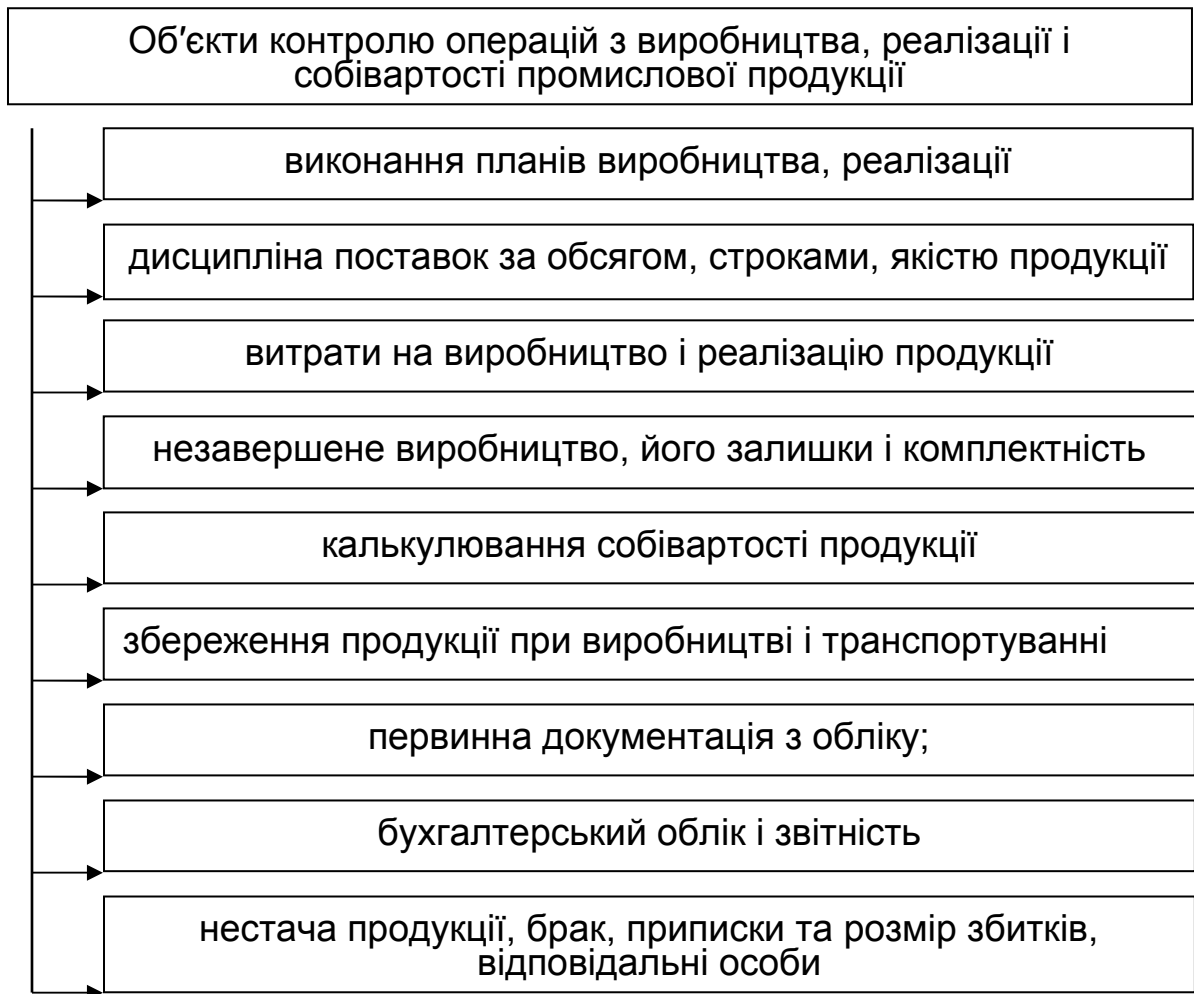 Об′єкти контролю операцій з виробництва, реалізації і
собівартості промислової продукції
виконання планів виробництва, реалізації
дисципліна поставок за обсягом, строками, якістю продукції
витрати на виробництво і реалізацію продукції
незавершене виробництво, його залишки і комплектність
калькулювання собівартості продукції
збереження продукції при виробництві і транспортуванні
первинна документація з обліку;
бухгалтерський облік і звітність
нестача продукції, брак, приписки та розмір збитків,
відповідальні особи